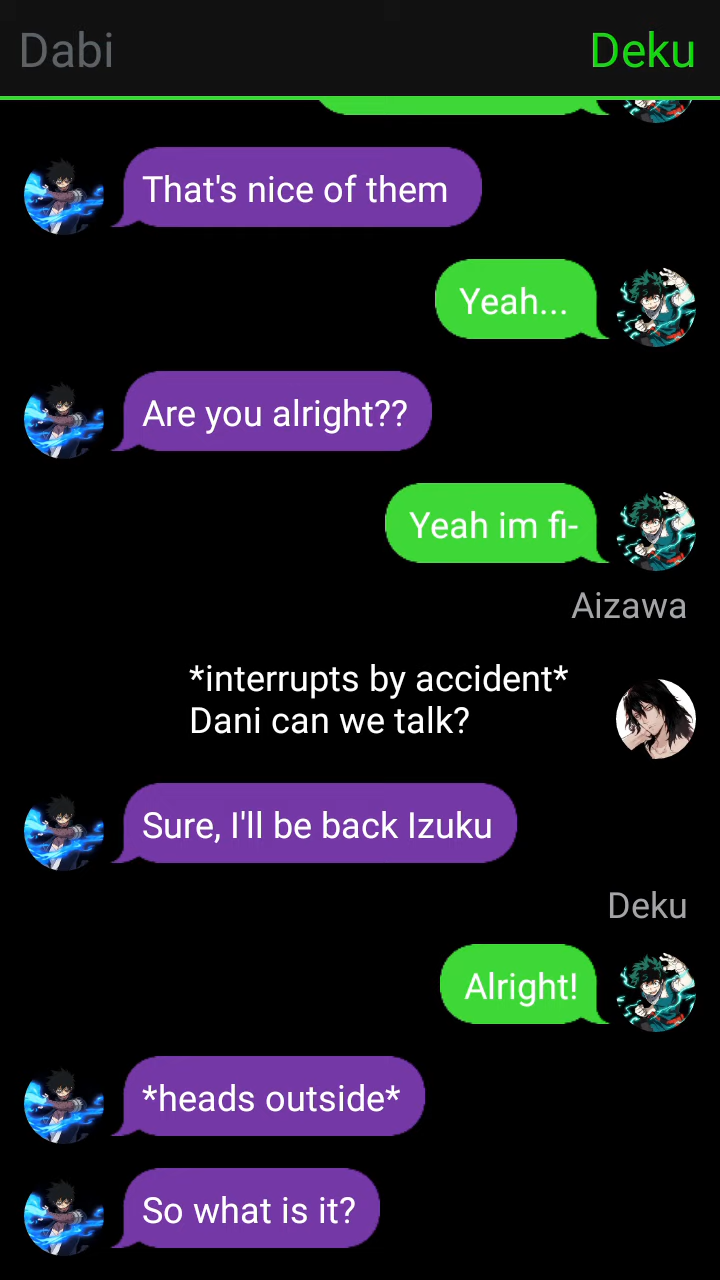 Dabi
Deku
That's nice of them
Yeah...
Are you alright??
Yeah im fi-
Aizawa
*interrupts by accident*
Dani can we talk?
Sure, I'll be back Izuku
Deku
Alright!
*heads outside*
So what is it?